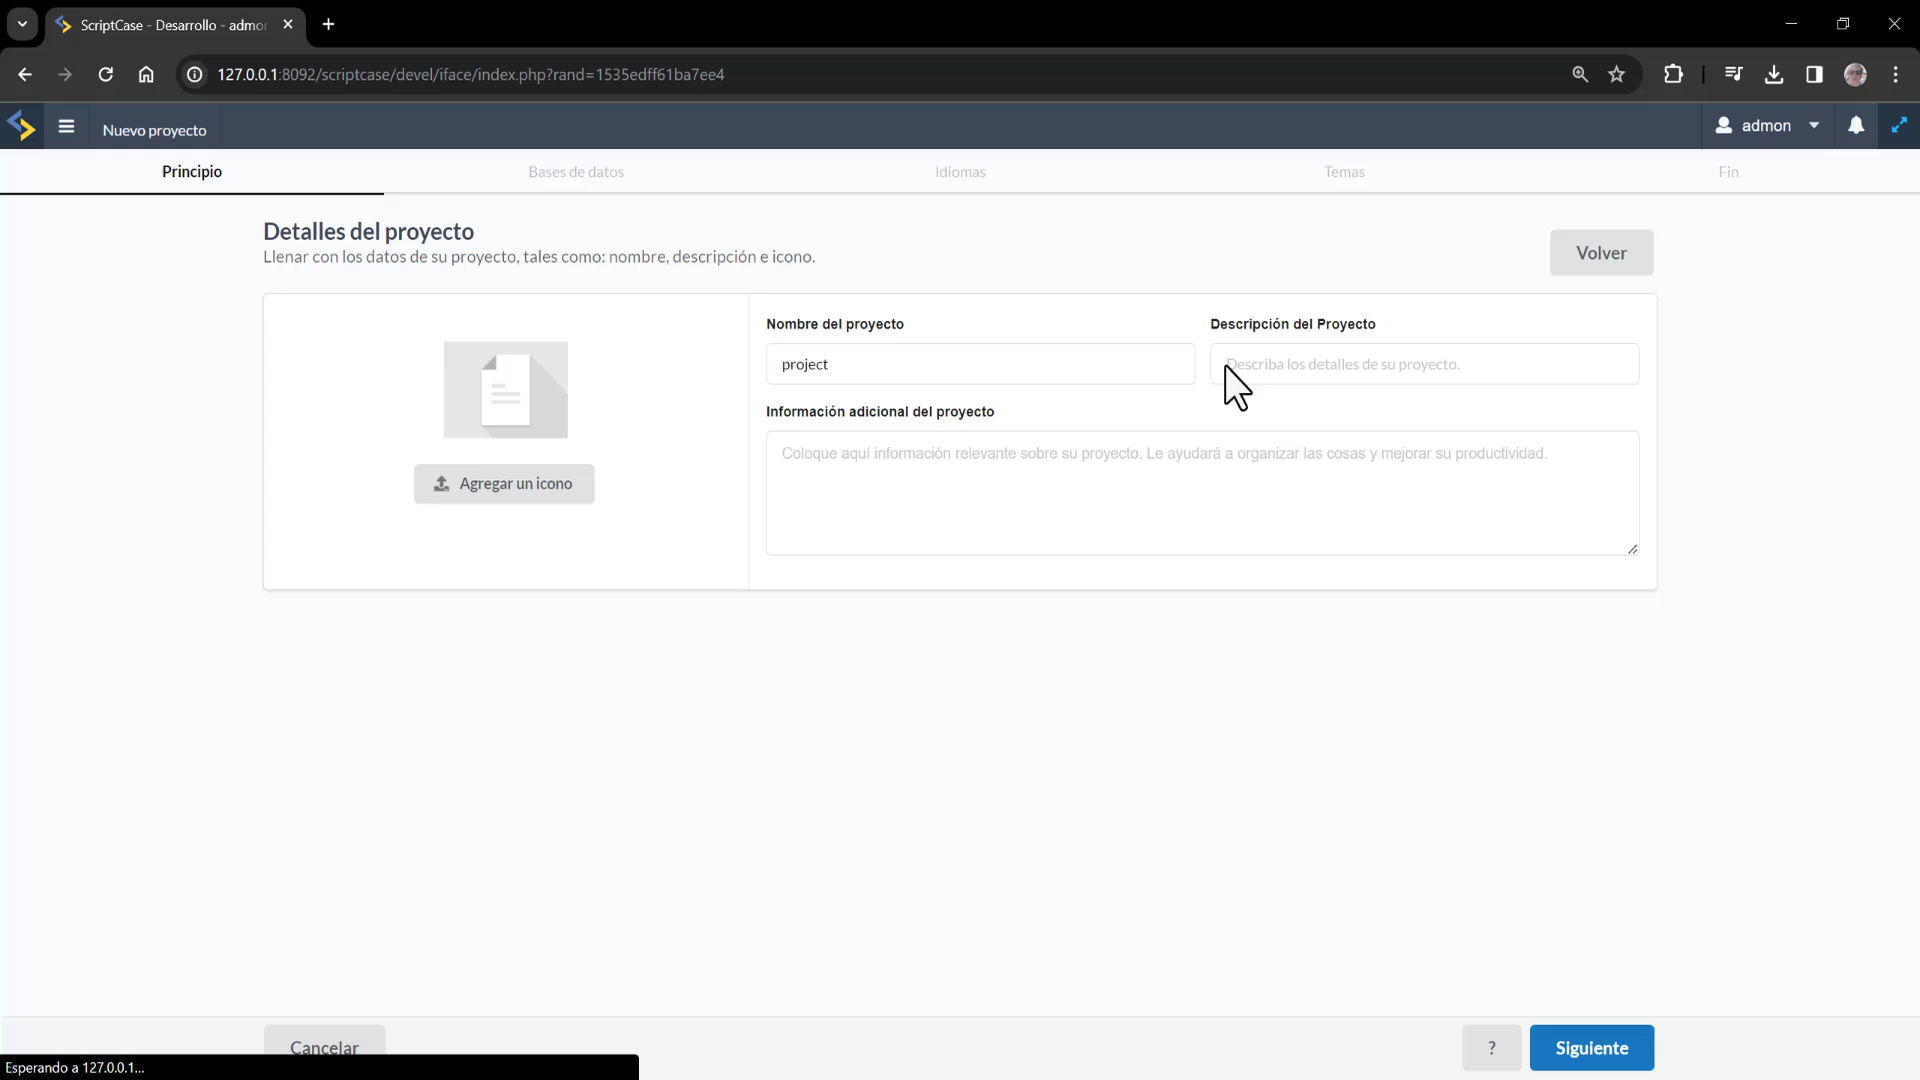 ScriptCase - Desarrollo - admo
127.0.0.1:8092/scriptcase/devel/iface/index.php?rand=1535edff61ba7ee4
Nuevo proyecto
admon
Principio
Bases de datos
Idiomas
Temas
Fin
Detalles del proyecto
Llenar con los datos de su proyecto, tales como: nombre, descripción e icono.
Volver
Nombre del proyecto
Descripción del Proyecto
project
Describa los detalles de su proyecto.
Información adicional del proyecto
Coloque aquí información relevante sobre su proyecto. Le ayudará a organizar las cosas y mejorar su productividad.
Agregar un icono
Cancelar
?
Siguiente
Esperando a 127.0.0.1...